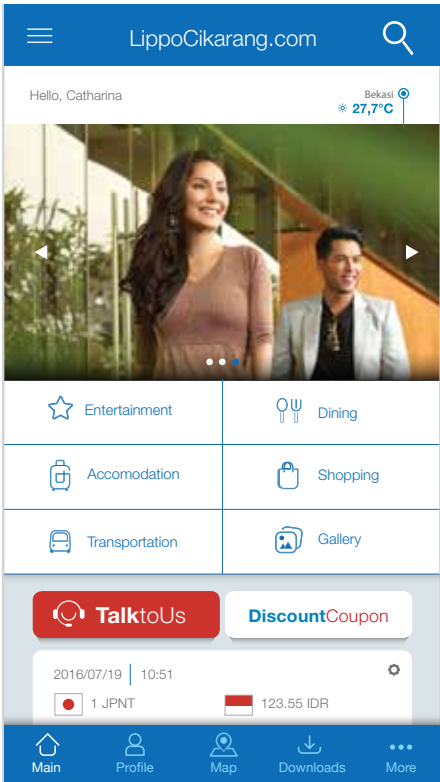 LippoCikarang.com
Hello, Catharina
Bekasi
27,7°C
Entertainment
Dining
Accomodation
Shopping
Transportation
Gallery
TalktoUs
DiscountCoupon
2016/07/19 | 10:51
1 JPNT
123.55 IDR
Main
Profile
Map
Downloads
More